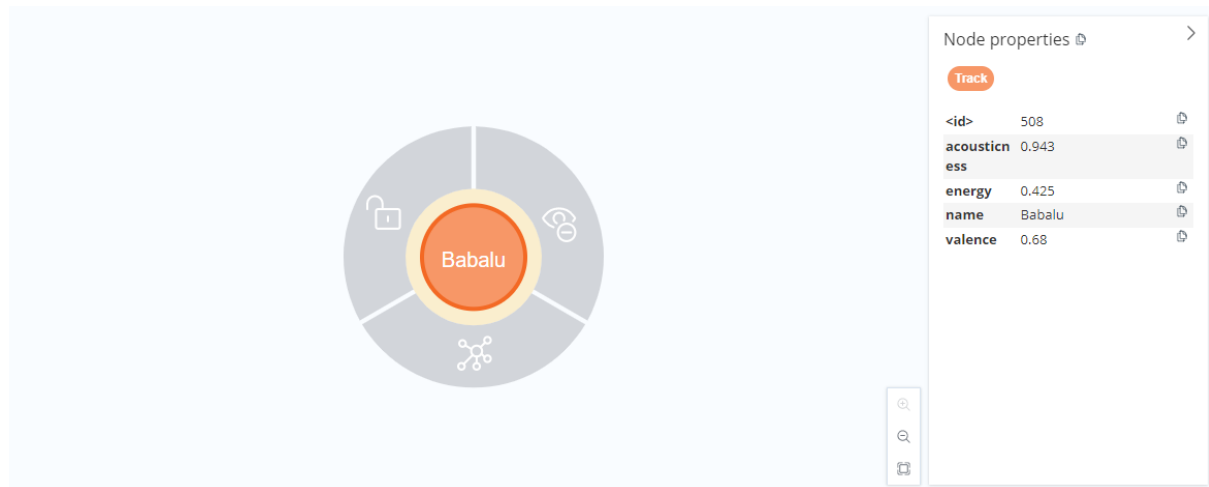 Babalu
Node properties
Track
<id> 508
acousticn 0.943
ess
energy 0.425
name Babalu
valence 0.68